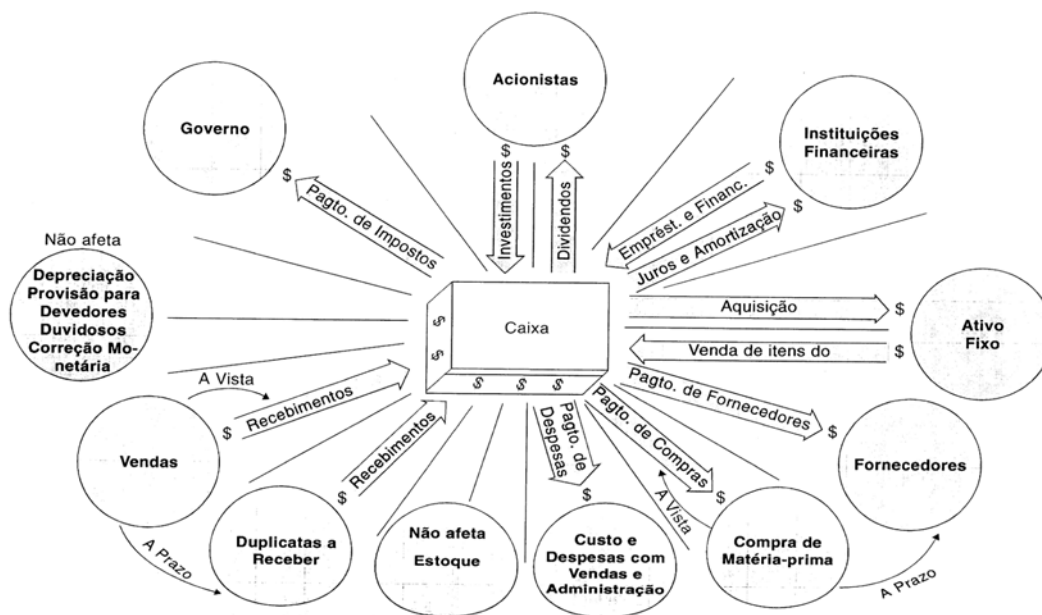 Acionistas
Governo
Instituições
Financeiras
$
$
$
$
$
Pagto. de Impostos
Investimentos
Dividendos
Emprést. e Financ.
Juros e Amortização
Não afeta
Depreciação
Provisão para
Devedores
Duvidosos
Correção Mo-
netária
Caixa
$
$
$
$
$
Aquisição
$
Venda de itens do
$
Ativo
Fixo
A Vista
Recebimentos
$
Vendas
A Prazo
Recebimentos
$
Duplicatas a
Receber
Não afeta
Estoque
Pagto. de
Despesas
$
Custo e
Despesas com
Vendas e
Administração
Pagto. de Compras
$
A Vista
Compra de
Matéria-prima
Pagto. de Fornecedores
$
Fornecedores
A Prazo